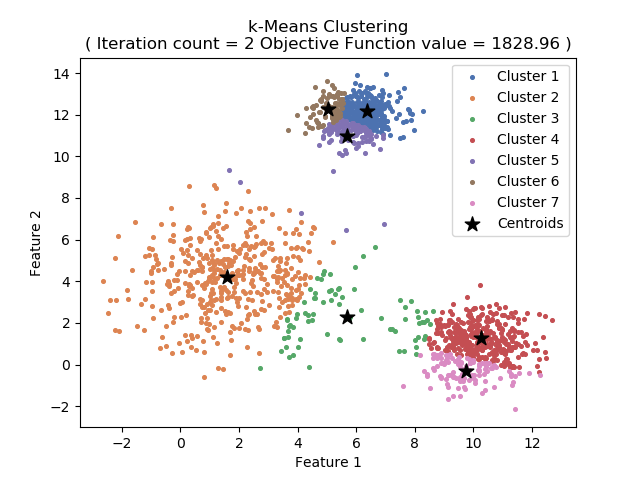 k-Means Clustering
( Iteration count = 2 Objective Function value = 1828.96 )
14
12
10
8
6
4
2
0
−2
Feature 2
−2 0 2 4 6 8 10 12
Feature 1
Cluster 1
Cluster 2
Cluster 3
Cluster 4
Cluster 5
Cluster 6
Cluster 7
Centroids